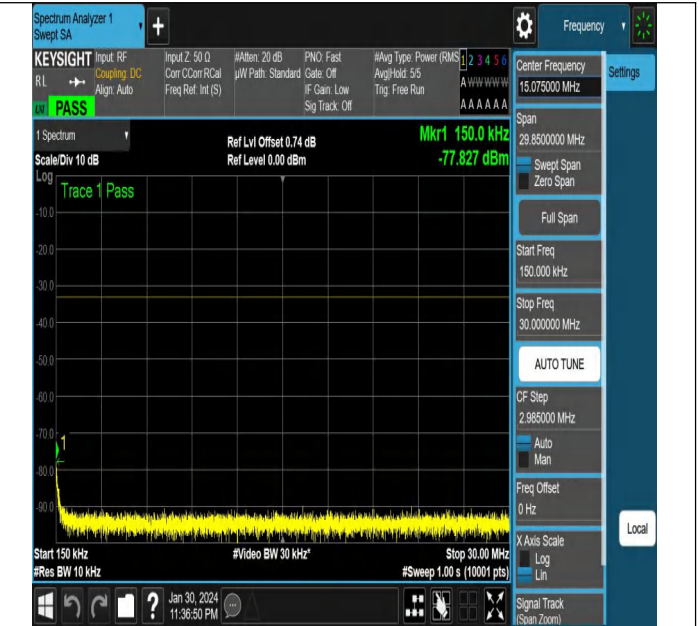 Spectrum Analyzer 1
Swept SA
+
Frequency
KEYSIGHT
RL
PASS
Input: RF
Coupling: DC
Align: Auto
Input Z: 50 Ω
Corr CCorr RCal
Freq Ref: Int (S)
#Atten: 20 dB
µW Path: Standard
PNO: Fast
Gate: Off
IF Gain: Low
Sig Track: Off
#Avg Type: Power (RMS
Avg|Hold: 5/5
Trig: Free Run
1 2 3 4 5 6
A W W W W W
A A A A A A
1 Spectrum
Scale/Div 10 dB
Ref Lvl Offset 0.74 dB
Ref Level 0.00 dBm
Mkr1 150.0 kHz
-77.827 dBm
Log
Trace 1 Pass
-10.0
-20.0
-30.0
-40.0
-50.0
-60.0
-70.0
1
-80.0
-90.0
Start 150 kHz
#Res BW 10 kHz
#Video BW 30 kHz*
Stop 30.00 MHz
#Sweep 1.00 s (10001 pts)
Center Frequency
15.075000 MHz
Settings
Span
29.8500000 MHz
Swept Span
Zero Span
Full Span
Start Freq
150.000 kHz
Stop Freq
30.000000 MHz
AUTO TUNE
CF Step
2.985000 MHz
Auto
Man
Freq Offset
0 Hz
X Axis Scale
Log
Lin
Local
Signal Track
(Span Zoom)
?
Jan 30, 2024
11:36:50 PM